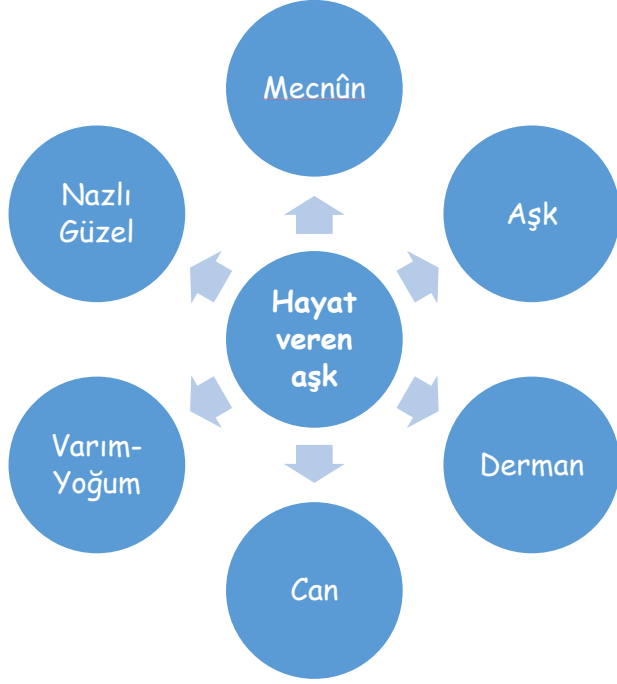 Mecnûn
Nazlı
Güzel
Aşk
Hayat
veren
aşk
Varım-
Yoğum
Derman
Can